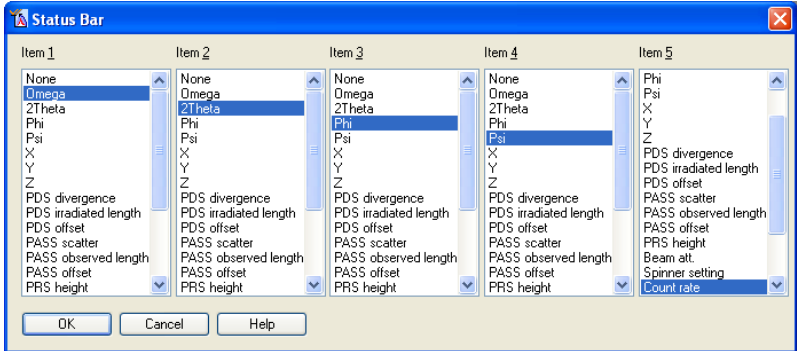 Status Bar
Item 1
None
Omega
2Theta
Phi
Psi
X
Y
Z
PDS divergence
PDS irradiated length
PDS offset
PASS scatter
PASS observed length
PASS offset
PRS height
Item 2
None
Omega
2Theta
Phi
Psi
X
Y
Z
PDS divergence
PDS irradiated length
PDS offset
PASS scatter
PASS observed length
PASS offset
PRS height
Item 3
None
Omega
2Theta
Phi
Psi
X
Y
Z
PDS divergence
PDS irradiated length
PDS offset
PASS scatter
PASS observed length
PASS offset
PRS height
Item 4
None
Omega
2Theta
Phi
Psi
X
Y
Z
PDS divergence
PDS irradiated length
PDS offset
PASS scatter
PASS observed length
PASS offset
PRS height
Item 5
Phi
Psi
X
Y
Z
PDS divergence
PDS irradiated length
PDS offset
PASS scatter
PASS observed length
PASS offset
PRS height
Beam att.
Spinner setting
Count rate
OK
Cancel
Help